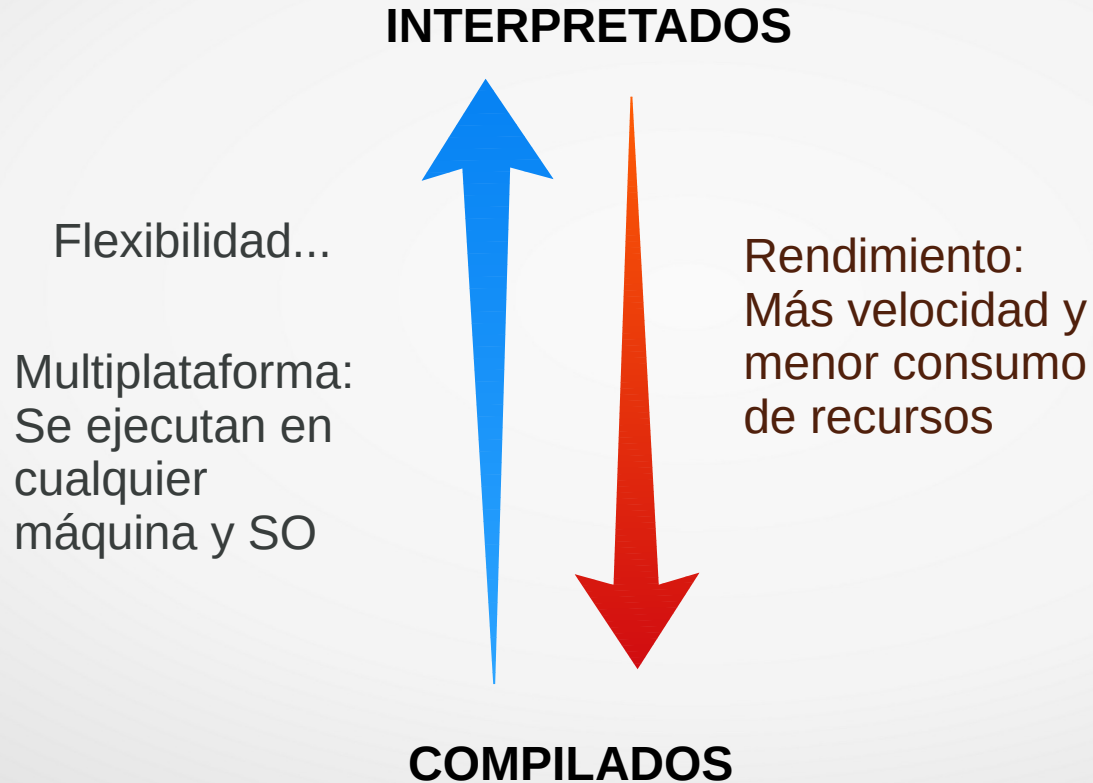 INTERPRETADOS
Flexibilidad...
Multiplataforma:
Se ejecutan en
cualquier
máquina y SO
Rendimiento:
Más velocidad y
menor consumo
de recursos
COMPILADOS